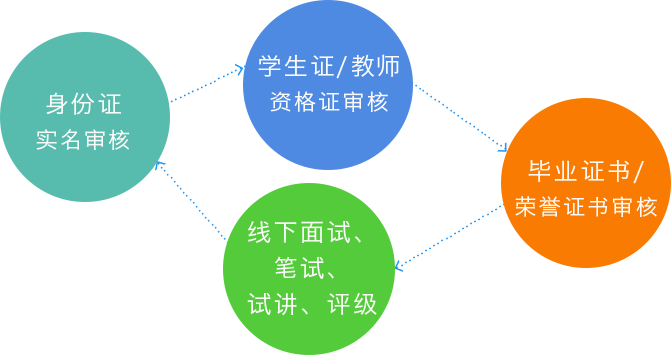 身份证
实名审核
学生证/教师
资格证审核
毕业证书/
荣誉证书审核
线下面试、
笔试、
试讲、评级